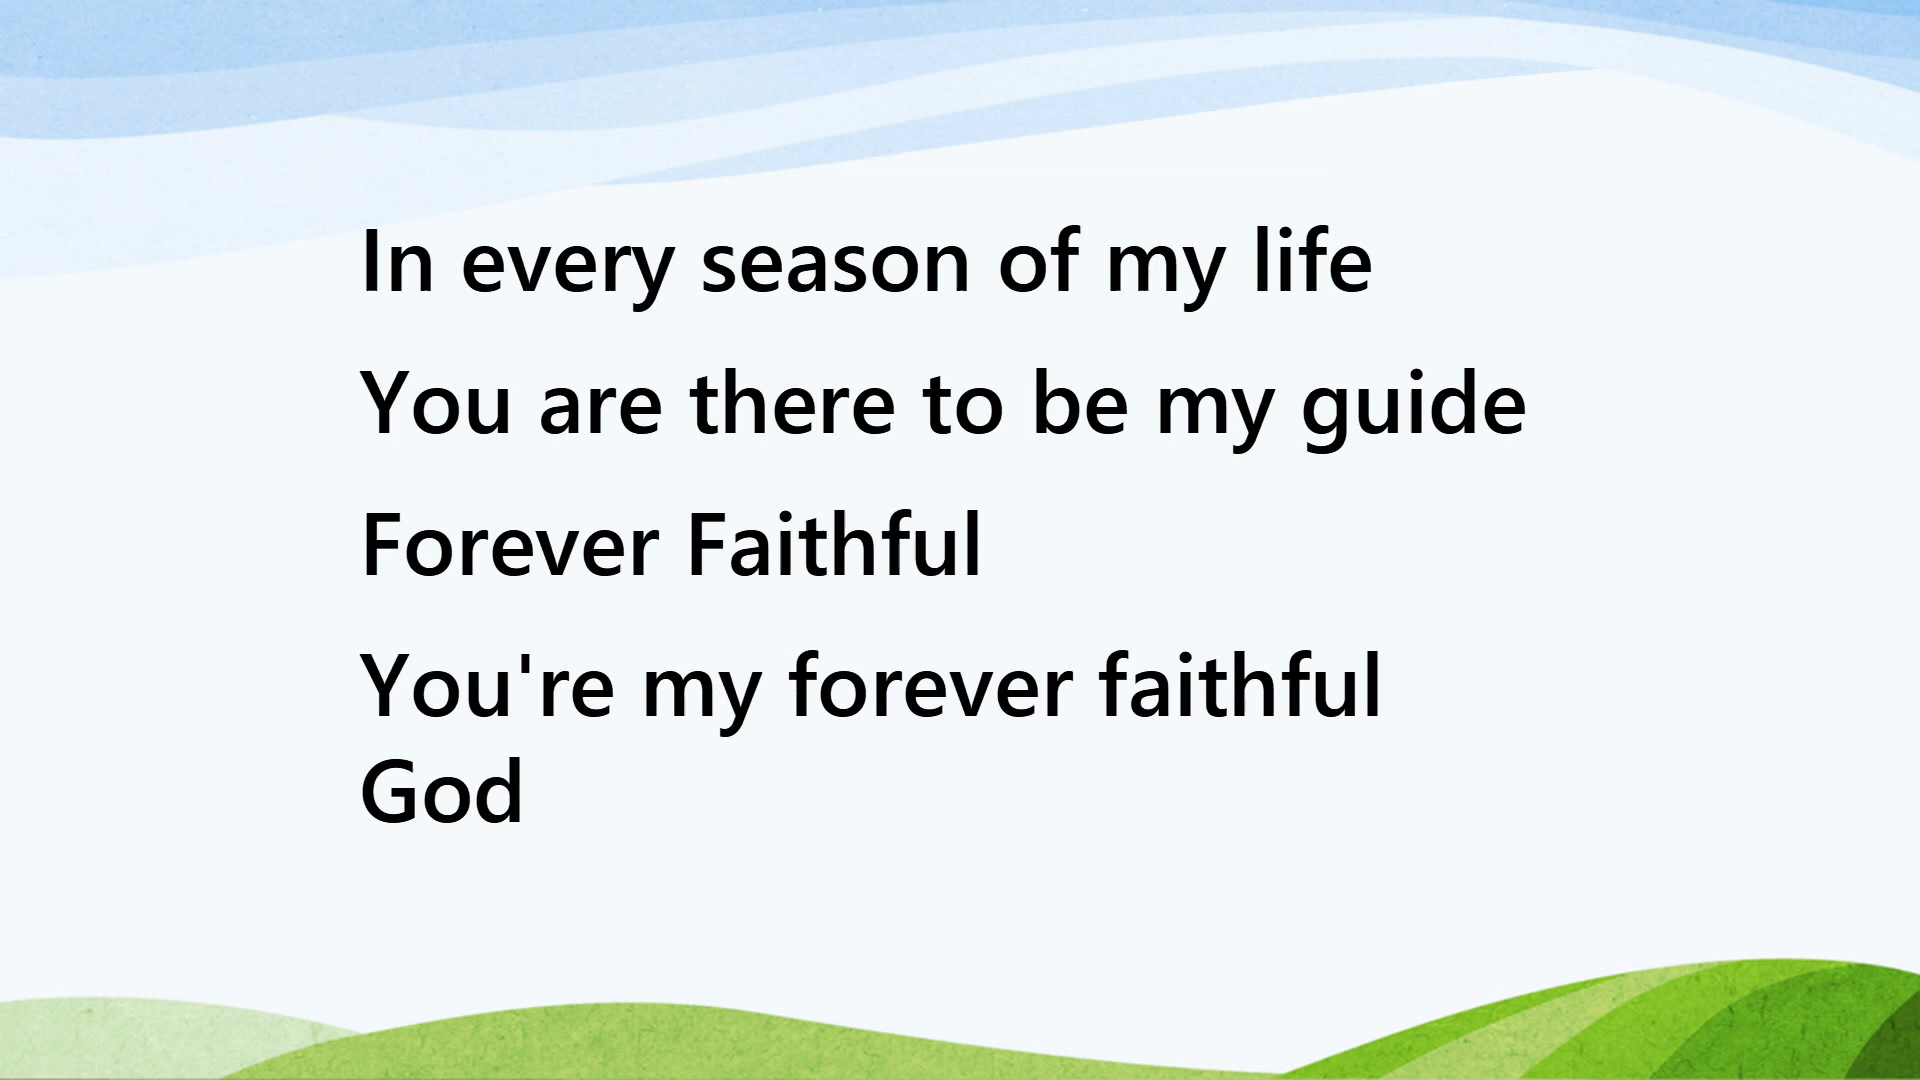 In every season of my life
You are there to be my guide
Forever Faithful
You're my forever faithful
God